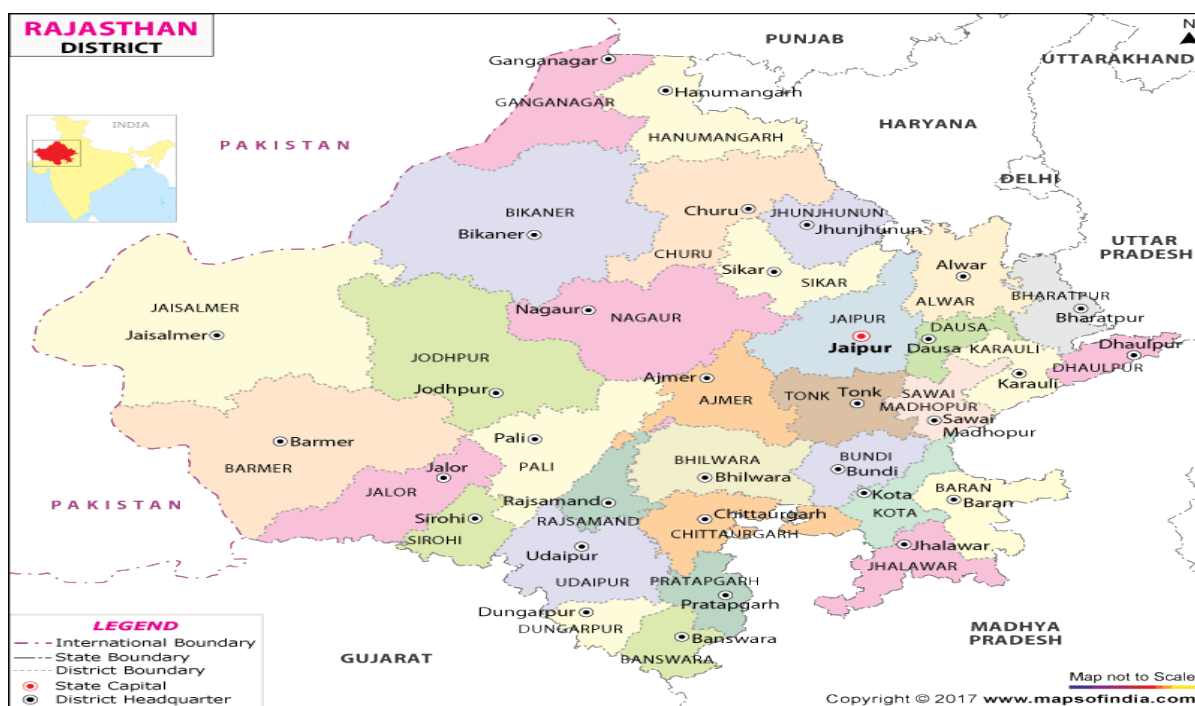 RAJASTHAN
DISTRICT
N
PUNJAB
UTTARAKHAND
Ganganagar
GANGANAGAR
Hanumangarh
HANUMANGARH
HARYANA
INDIA
PAKISTAN
DELHI
BIKANER
Bikaner
Churu
CHURU
JHUNJHUNUN
Jhunjhunun
UTTAR
PRADESH
Sikar
SIKAR
Alwar
ALWAR
JAISALMER
Jaisalmer
Nagaur
NAGAUR
JAIPUR
Jaipur
BHARATPUR
Bharatpur
DAUSA
Dausa
KARAULI
Karauli
Dhaulpur
DHAULPUR
JODHPUR
Jodhpur
Ajmer
AJMER
TONK
Tonk
SAWAI
MADHOPUR
Sawai
Madhopur
Barmer
BARMER
Pali
PALI
BHILWARA
Bhilwara
BUNDI
Bundi
Jalor
JALOR
Kota
KOTA
BARAN
Baran
PAKISTAN
Sirohi
SIROHI
Rajsamand
RAJSAMAND
Chittaurgarh
CHITTAURGARH
Udaipur
UDAIPUR
Jhalawar
JHALAWAR
PRATAPGARH
Pratapgarh
Dungarpur
DUNGARPUR
Banswara
BANSWARA
GUJARAT
MADHYA
PRADESH
LEGEND
International Boundary
State Boundary
District Boundary
State Capital
District Headquarter
Map not to Scale
Copyright © 2017 www.mapsofindia.com